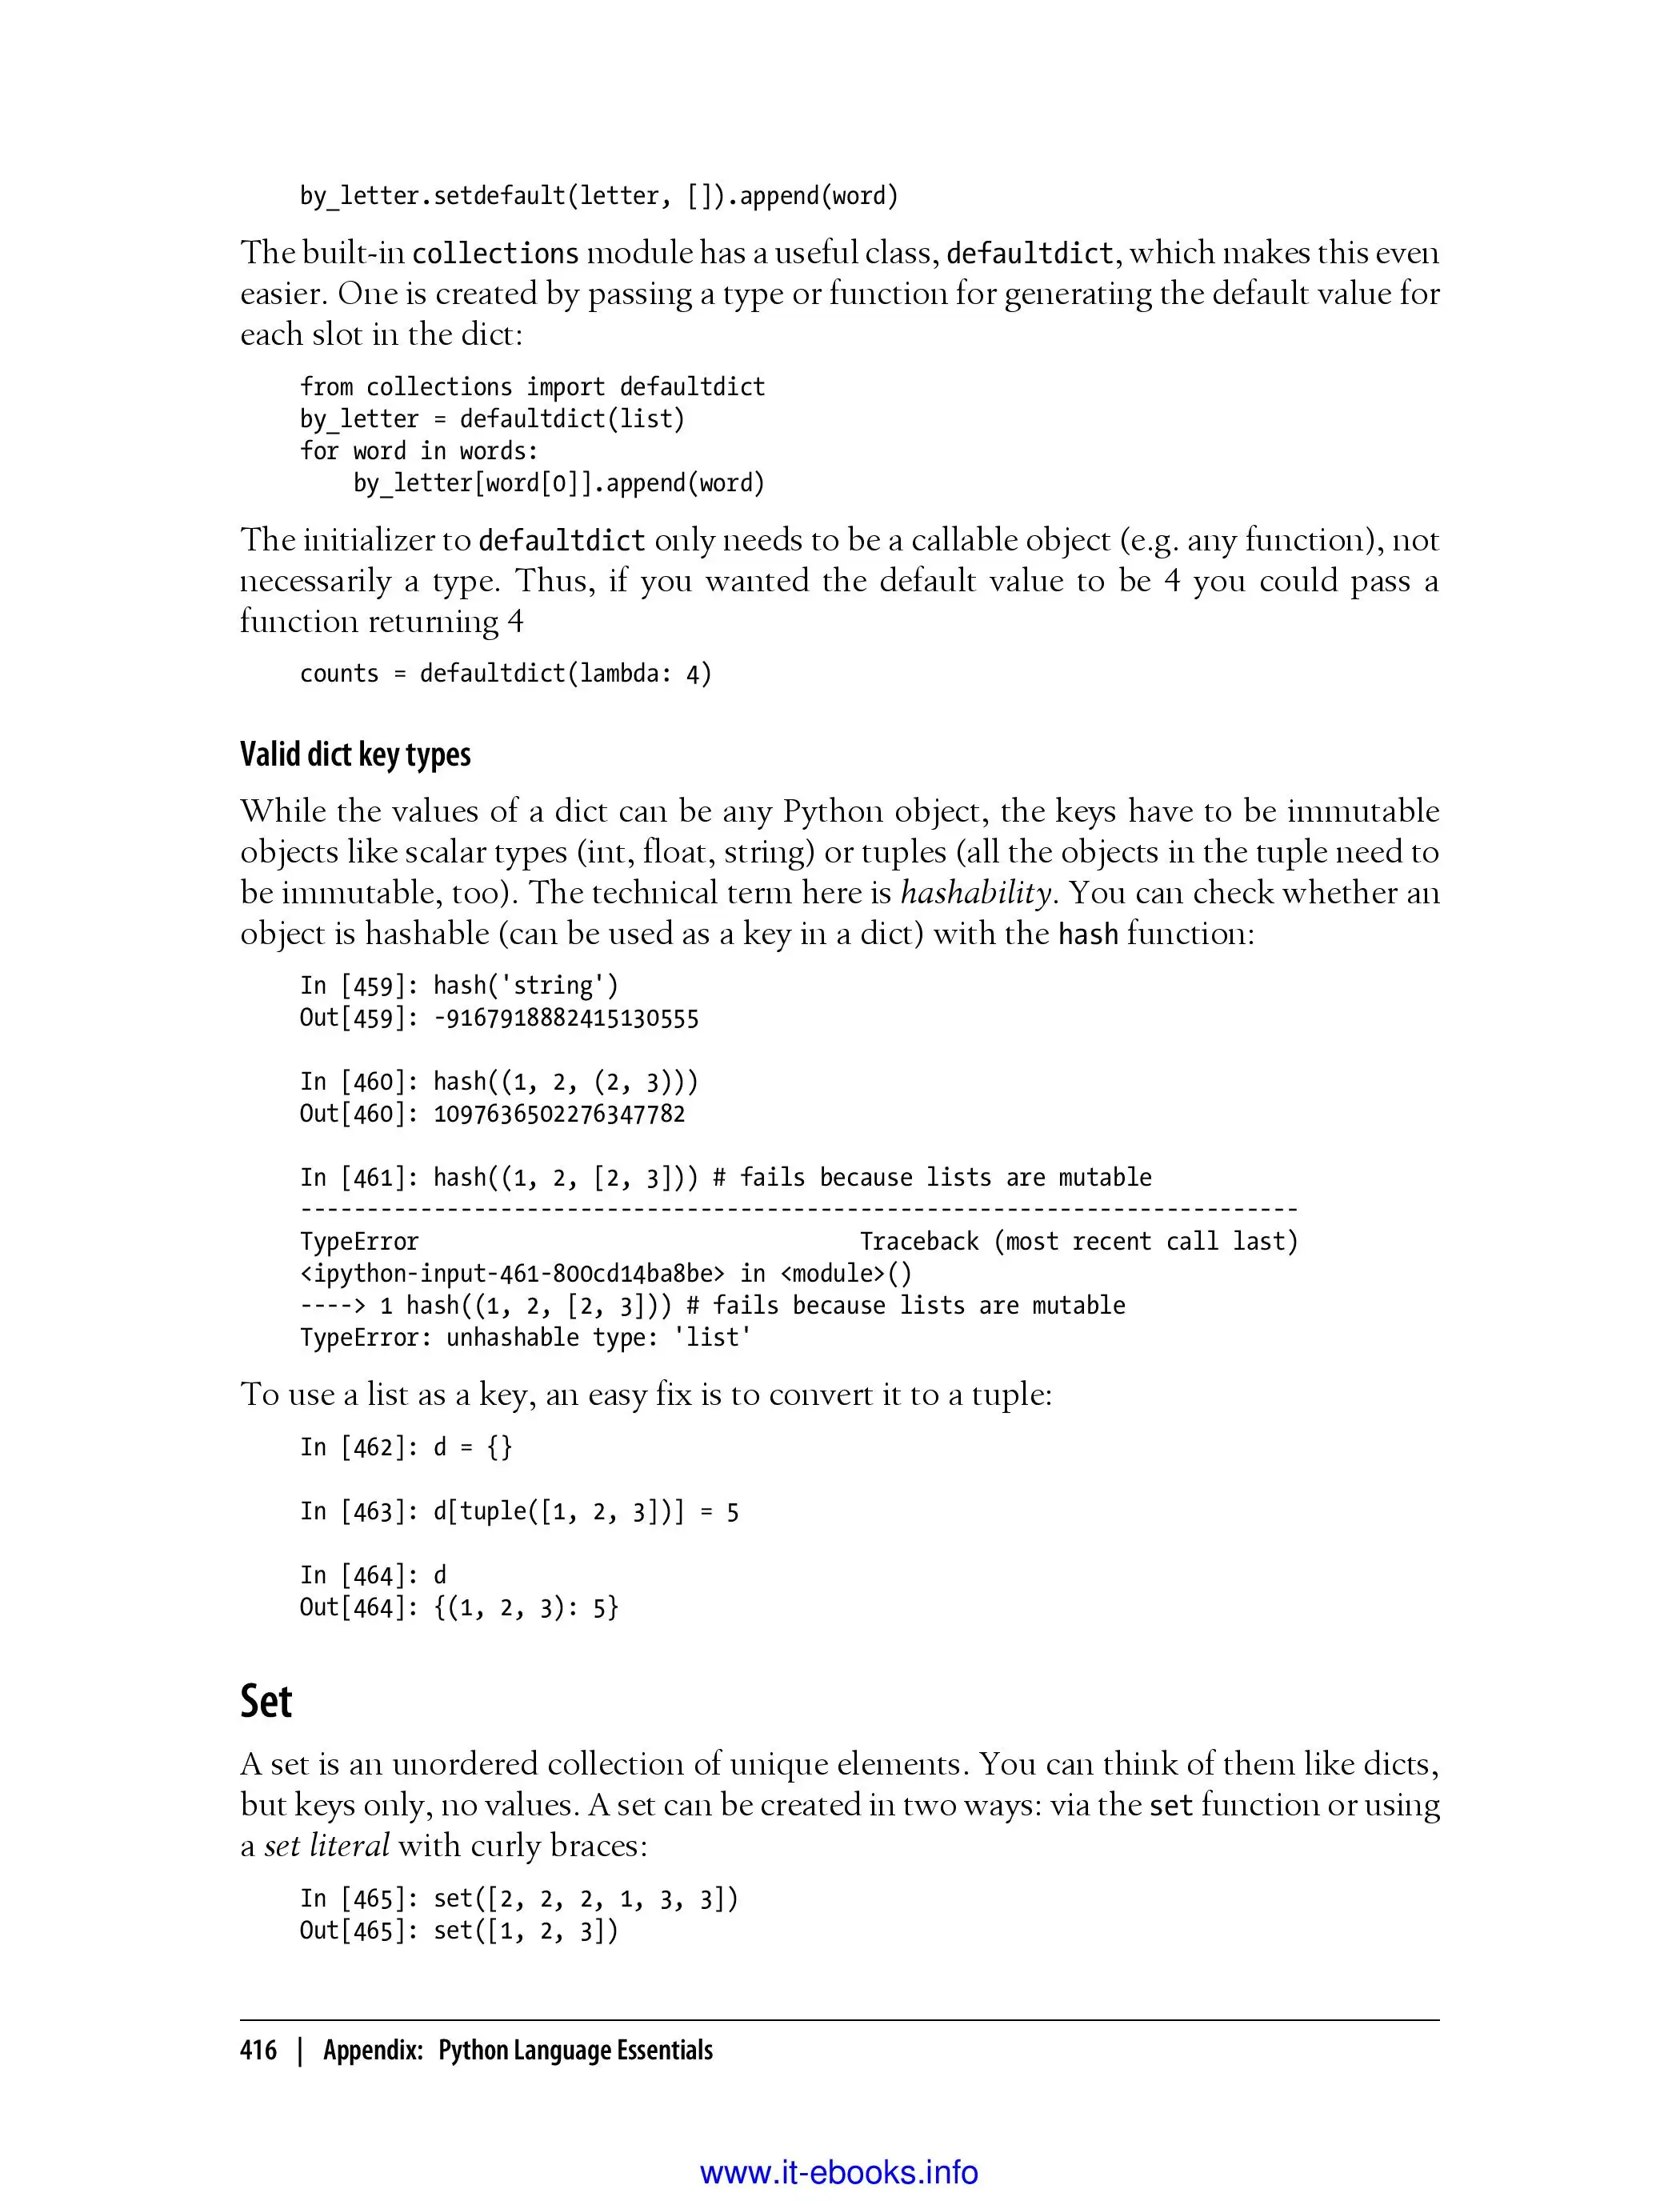 by_letter.setdefault(letter, []).append(word)
The built-in collections module has a useful class, defaultdict, which makes this even
easier. One is created by passing a type or function for generating the default value for
each slot in the dict:
from collections import defaultdict
by_letter = defaultdict(list)
for word in words:
    by_letter[word[0]].append(word)
The initializer to defaultdict only needs to be a callable object (e.g. any function), not
necessarily a type. Thus, if you wanted the default value to be 4 you could pass a
function returning 4
counts = defaultdict(lambda: 4)
Valid dict key types
While the values of a dict can be any Python object, the keys have to be immutable
objects like scalar types (int, float, string) or tuples (all the objects in the tuple need to
be immutable, too). The technical term here is hashability. You can check whether an
object is hashable (can be used as a key in a dict) with the hash function:
In [459]: hash('string')
Out[459]: -9167918882415130555
In [460]: hash((1, 2, (2, 3)))
Out[460]: 1097636502276347782
In [461]: hash((1, 2, [2, 3])) # fails because lists are mutable
---------------------------------------------------------------------------
TypeError                                 Traceback (most recent call last)
<ipython-input-461-800cd14ba8be> in <module>()
----> 1 hash((1, 2, [2, 3])) # fails because lists are mutable
TypeError: unhashable type: 'list'
To use a list as a key, an easy fix is to convert it to a tuple:
In [462]: d = {}
In [463]: d[tuple([1, 2, 3])] = 5
In [464]: d
Out[464]: {(1, 2, 3): 5}
Set
A set is an unordered collection of unique elements. You can think of them like dicts,
but keys only, no values. A set can be created in two ways: via the set function or using
a set literal with curly braces:
In [465]: set([2, 2, 2, 1, 3, 3])
Out[465]: set([1, 2, 3])
416 | Appendix: Python Language Essentials
www.it-ebooks.info